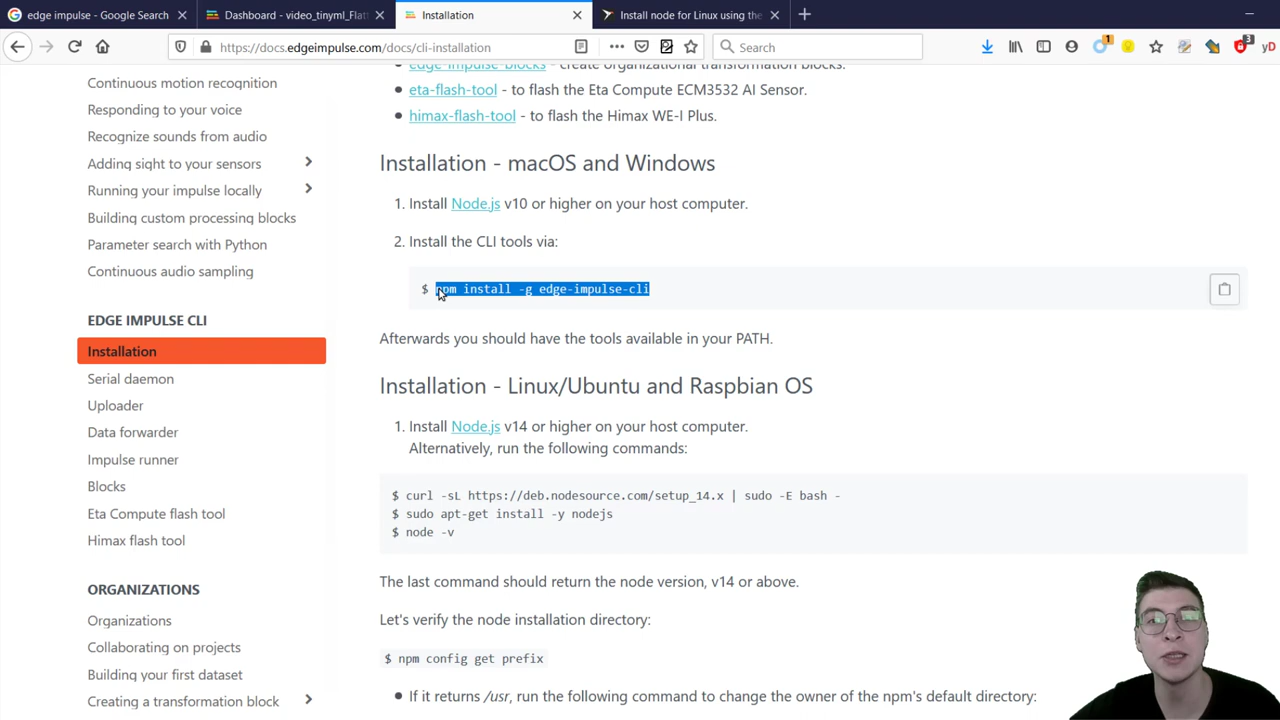 edge impulse - Google Search
Dashboard - video_tinyml_Flat
Installation
Install node for Linux using the
https://docs.edgeimpulse.com/docs/cli-installation
Search
1
3
yD
Continuous motion recognition
Responding to your voice
Recognize sounds from audio
Adding sight to your sensors
Running your impulse locally
Building custom processing blocks
Parameter search with Python
Continuous audio sampling
EDGE IMPULSE CLI
Installation
Serial daemon
Uploader
Data forwarder
Impulse runner
Blocks
Eta Compute flash tool
Himax flash tool
ORGANIZATIONS
Organizations
Collaborating on projects
Building your first dataset
Creating a transformation block
edge-impulse-blocks - create organizational transformation blocks.
eta-flash-tool - to flash the Eta Compute ECM3532 AI Sensor.
himax-flash-tool - to flash the Himax WE-I Plus.
Installation - macOS and Windows
1. Install Node.js v10 or higher on your host computer.
2. Install the CLI tools via:
$ npm install -g edge-impulse-cli
Afterwards you should have the tools available in your PATH.
Installation - Linux/Ubuntu and Raspbian OS
1. Install Node.js v14 or higher on your host computer.
Alternatively, run the following commands:
$ curl -sL https://deb.nodesource.com/setup_14.x | sudo -E bash -
$ sudo apt-get install -y nodejs
$ node -v
The last command should return the node version, v14 or above.
Let's verify the node installation directory:
$ npm config get prefix
If it returns /usr, run the following command to change the owner of the npm's default directory: